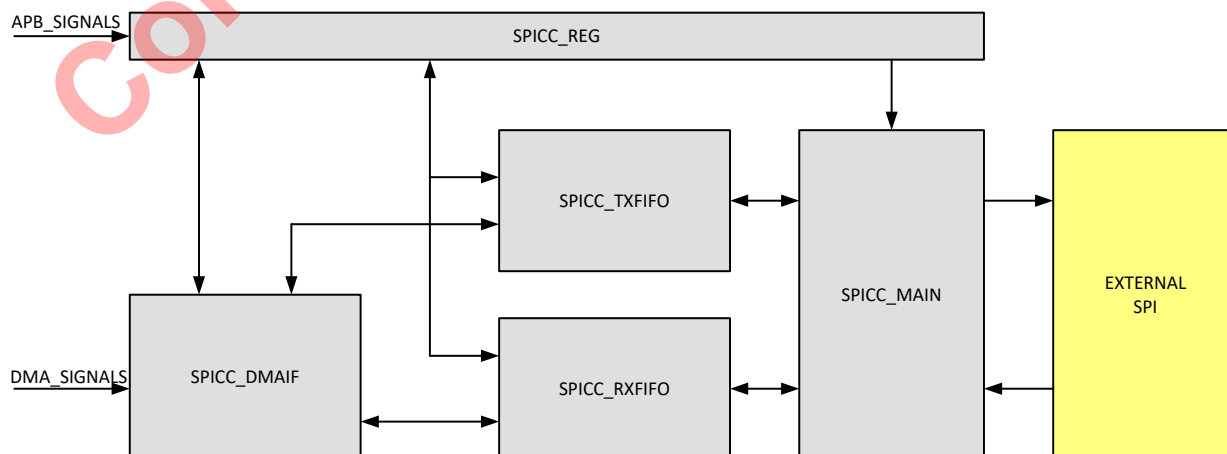 APB_SIGNALS
SPICC_REG
SPICC_TXFIFO
SPICC_MAIN
EXTERNAL
SPI
DMA_SIGNALS
SPICC_DMAIF
SPICC_RXFIFO